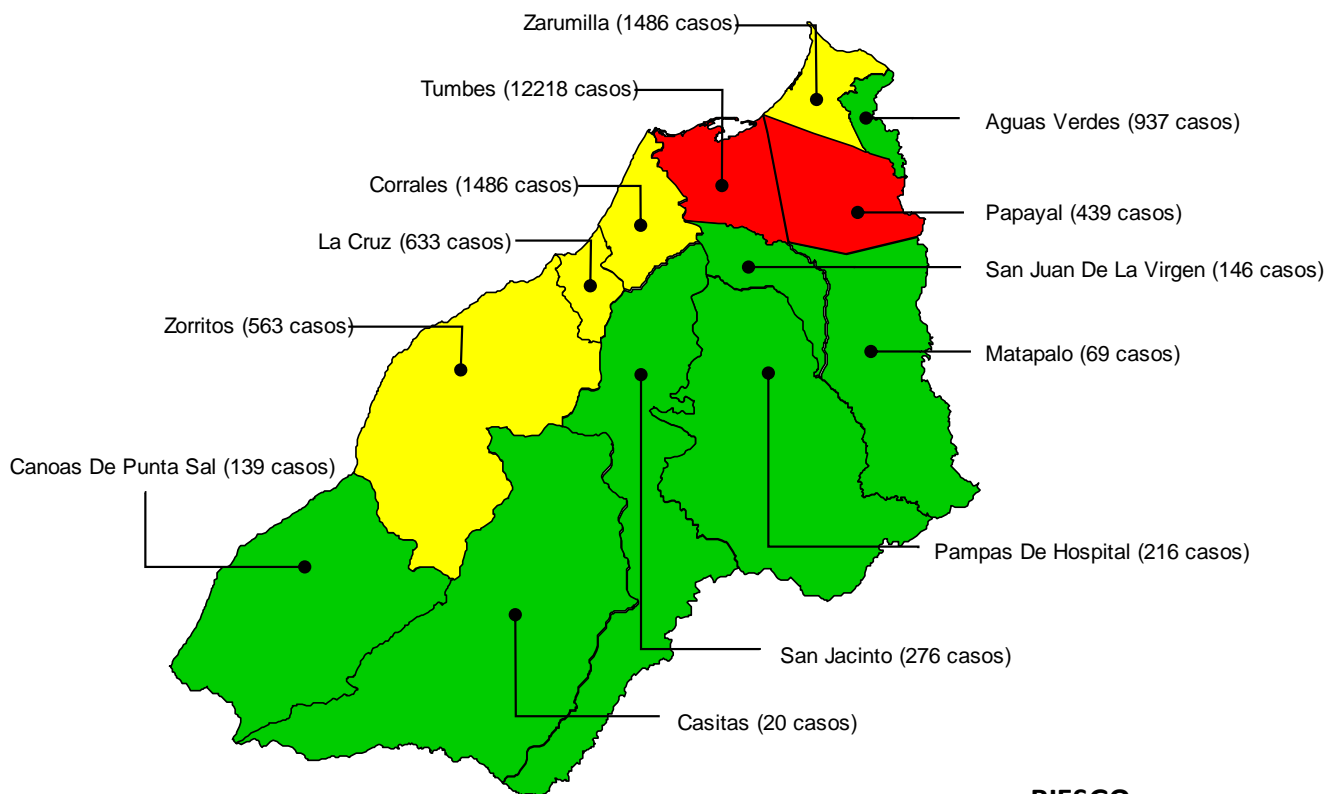 Zarumilla (1486 casos)
Tumbes (12218 casos)
Aguas Verdes (937 casos)
Corrales (1486 casos)
Papayal (439 casos)
La Cruz (633 casos)
San Juan De La Virgen (146 casos)
Zorritos (563 casos)
Matapalo (69 casos)
Canoas De Punta Sal (139 casos)
Pampas De Hospital (216 casos)
San Jacinto (276 casos)
Casitas (20 casos)
RIESGO